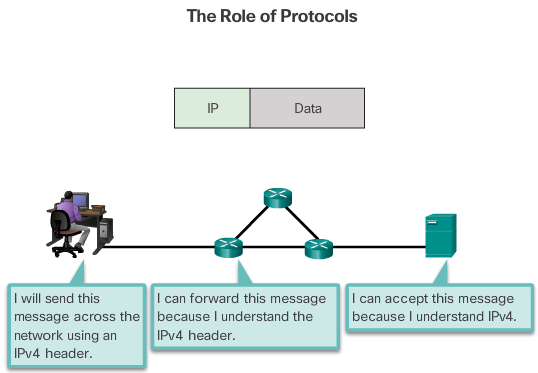 The Role of Protocols
IP
Data
I will send this
message across the
network using an
IPv4 header.
I can forward this message
because I understand the
IPv4 header.
I can accept this message
because I understand IPv4.